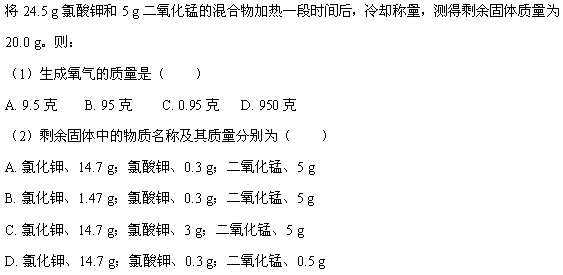 将 24.5 g 氯酸钾和 5 g 二氧化锰的混合物加热一段时间后，冷却称量，测得剩余固体质量为
20.0 g。则：
（1）生成氧气的质量是（　　）
A. 9.5 克　　B. 95 克　　C. 0.95 克　　D. 950 克
（2）剩余固体中的物质名称及其质量分别为（　　）
A. 氯化钾、14.7 g；氯酸钾、0.3 g；二氧化锰、5 g
B. 氯化钾、1.47 g；氯酸钾、0.3 g；二氧化锰、5 g
C. 氯化钾、14.7 g；氯酸钾、3 g；二氧化锰、5 g
D. 氯化钾、14.7 g；氯酸钾、0.3 g；二氧化锰、0.5 g